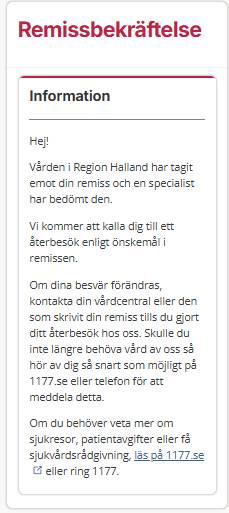 Remissbekräftelse
Information
Hej!
Vården i Region Halland har tagit
emot din remiss och en specialist
har bedömt den.
Vi kommer att kalla dig till ett
återbesök enligt önskemål i
remissen.
Om dina besvär förändras,
kontakta din vårdcentral eller den
som skrivit din remiss tills du gjort
ditt återbesök hos oss. Skulle du
inte längre behöva vård av oss så
hör av dig så snart som möjligt på
1177.se eller telefon för att
meddela detta.
Om du behöver veta mer om
sjukresor, patientavgifter eller få
sjukvårdsrådgivning, läs på 1177.se
eller ring 1177.